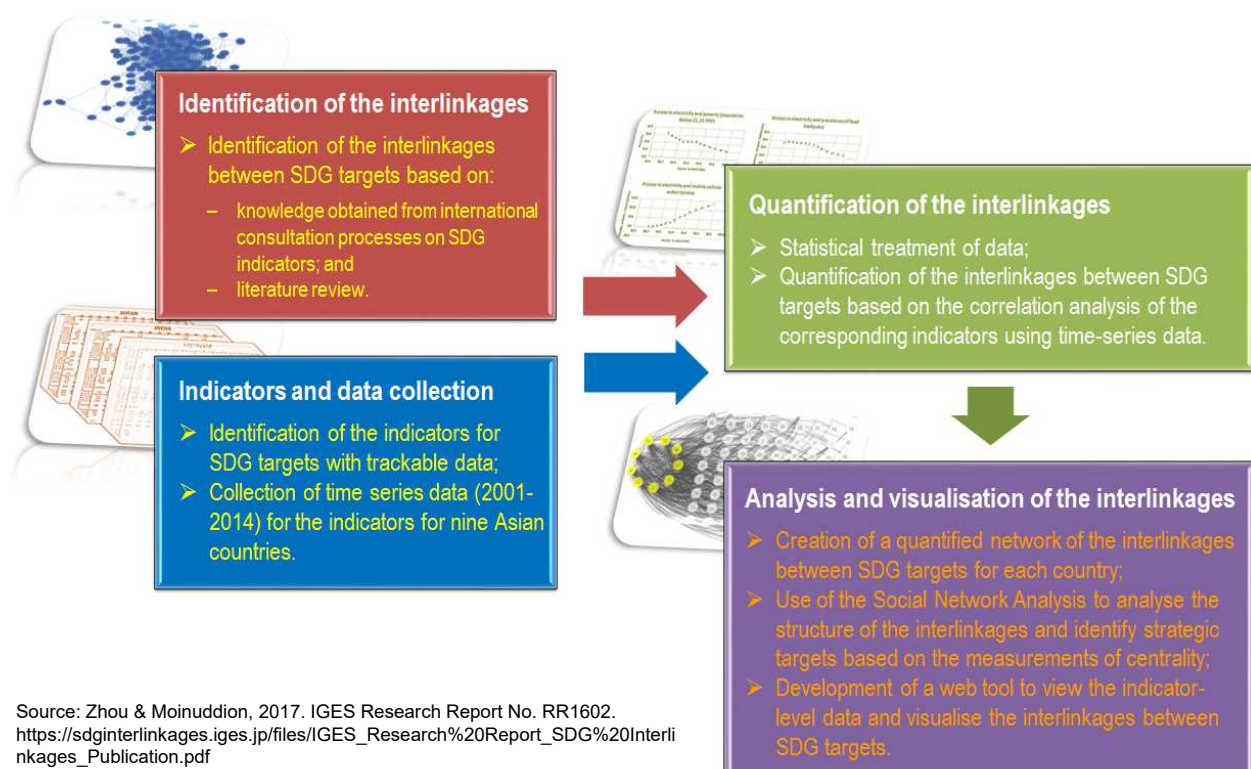 Identification of the interlinkages
➢ Identification of the interlinkages
between SDG targets based on:
– knowledge obtained from international
consultation processes on SDG
indicators; and
– literature review.
Indicators and data collection
➢ Identification of the indicators for
SDG targets with trackable data;
➢ Collection of time series data (2001-
2014) for the indicators for nine Asian
countries.
JAPAN
INDIA
Quantification of the interlinkages
➢ Statistical treatment of data;
➢ Quantification of the interlinkages between SDG
targets based on the correlation analysis of the
corresponding indicators using time-series data.
Analysis and visualisation of the interlinkages
➢ Creation of a quantified network of the interlinkages
between SDG targets for each country;
➢ Use of the Social Network Analysis to analyse the
structure of the interlinkages and identify strategic
targets based on the measurements of centrality;
➢ Development of a web tool to view the indicator-
level data and visualise the interlinkages between
SDG targets.
Source: Zhou & Moinuddion, 2017. IGES Research Report No. RR1602.
https://sdginterlinkages.iges.jp/files/IGES_Research%20Report_SDG%20Interli
nkages_Publication.pdf